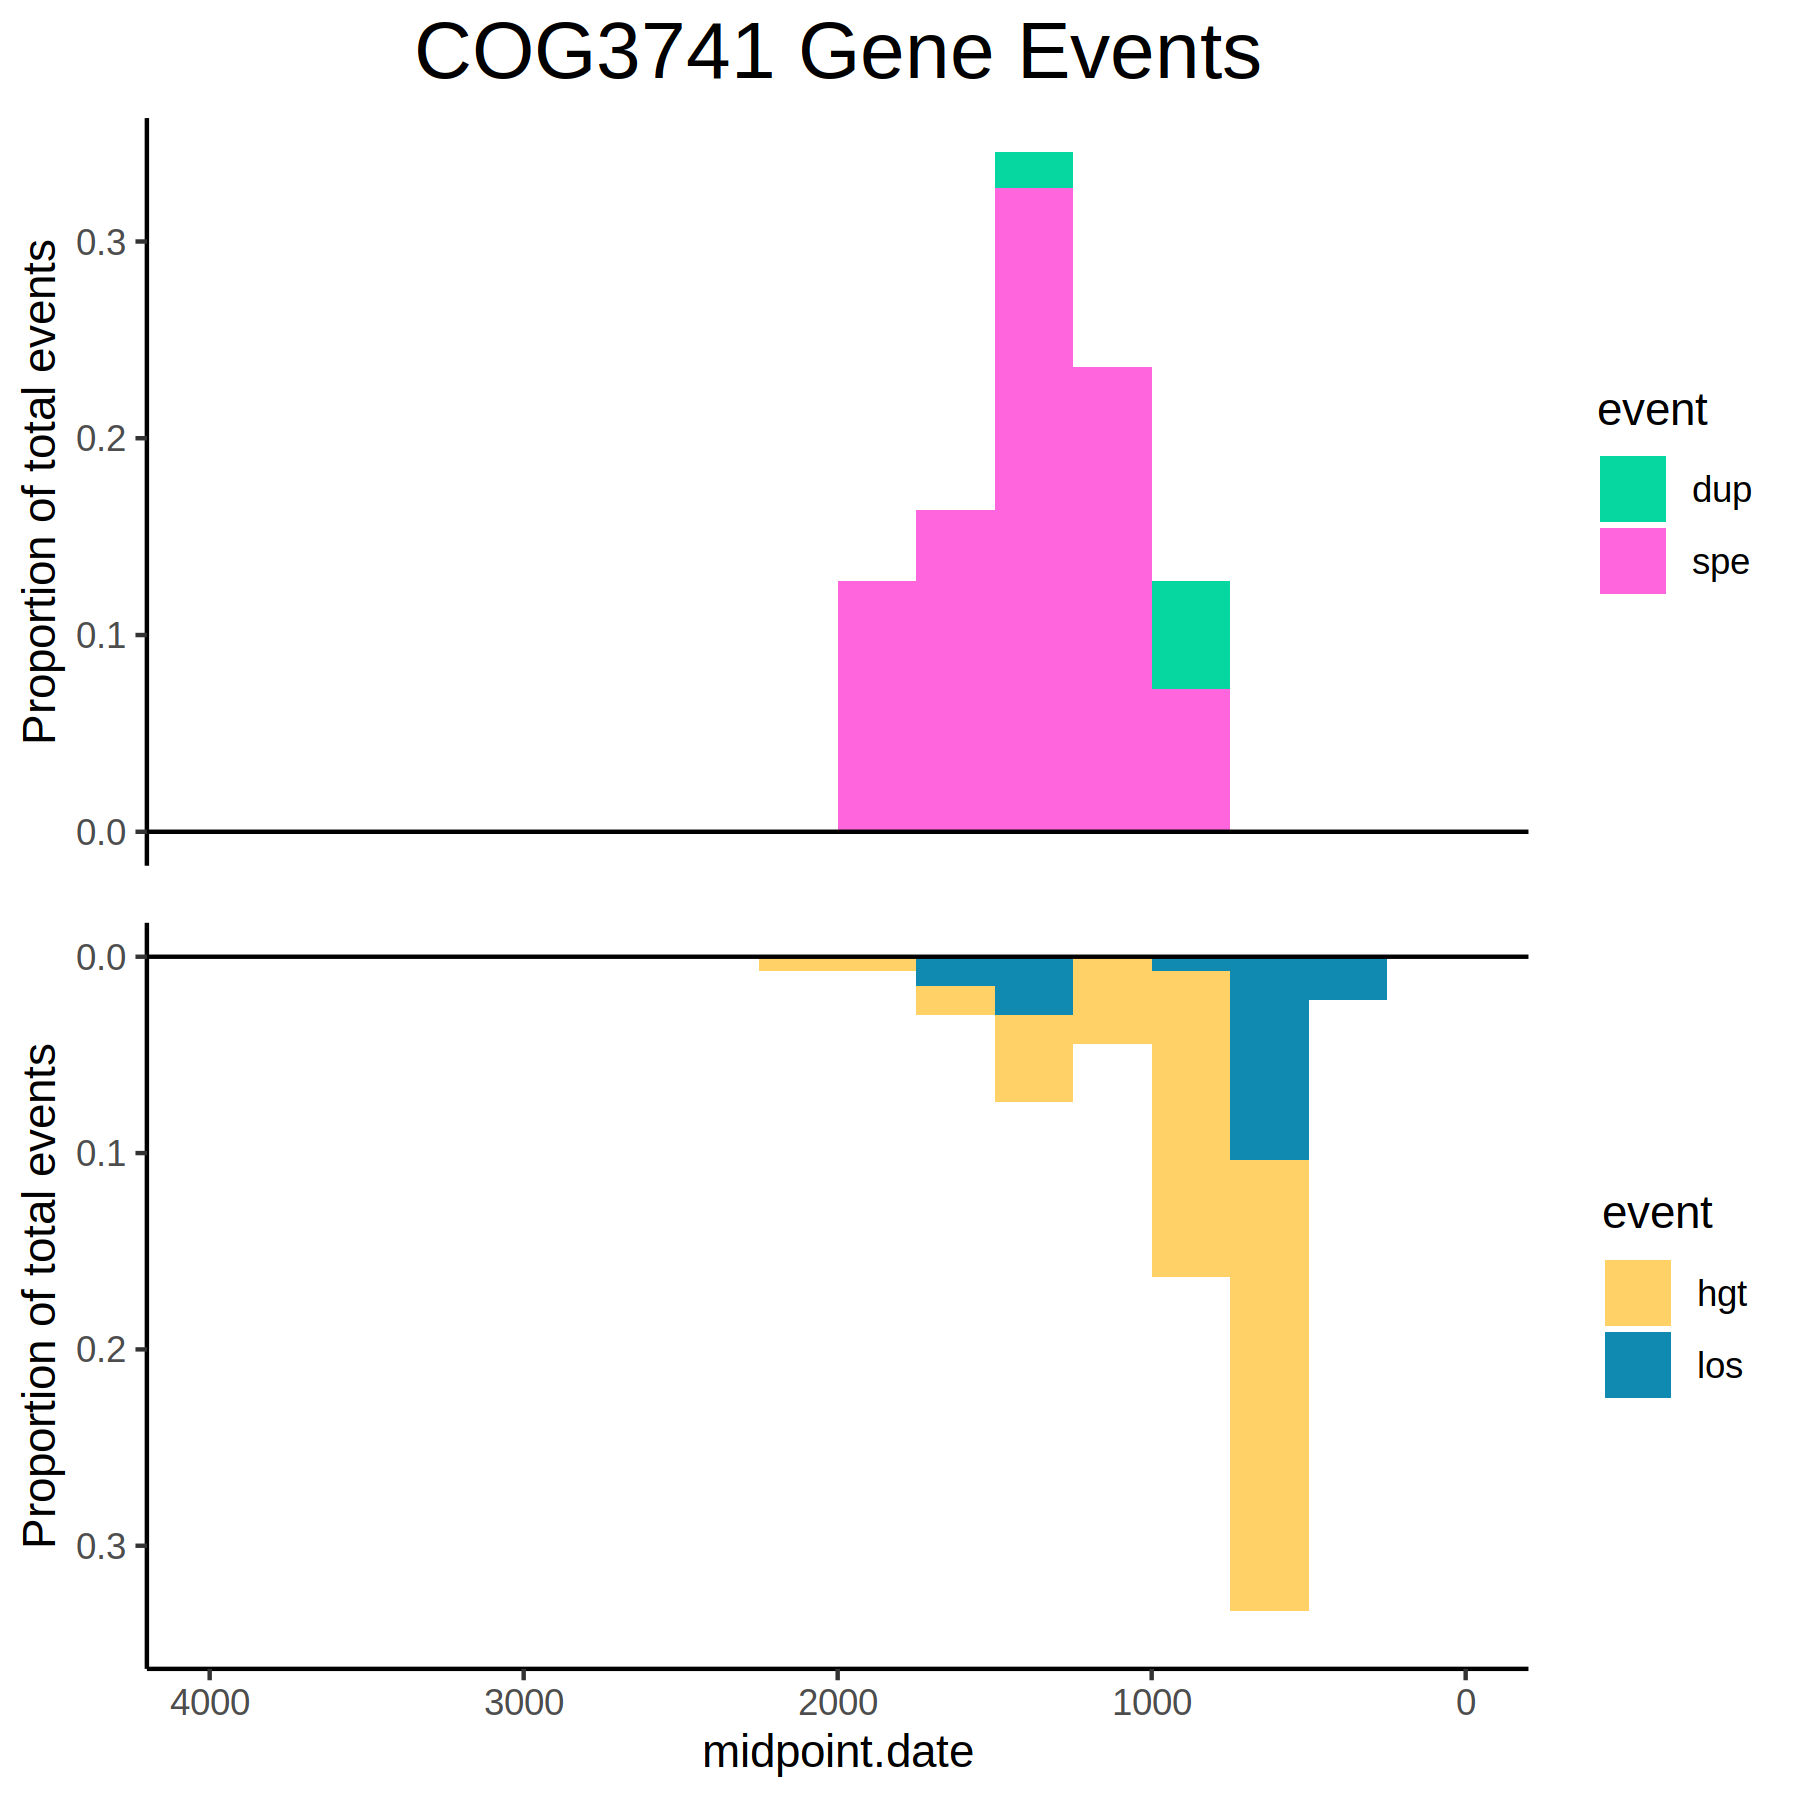 COG3741 Gene Events
Proportion of total events
0.3
0.2
0.1
0.0
event
dup
spe
Proportion of total events
0.0
0.1
0.2
0.3
event
hgt
los
4000 3000 2000 1000 0
midpoint.date